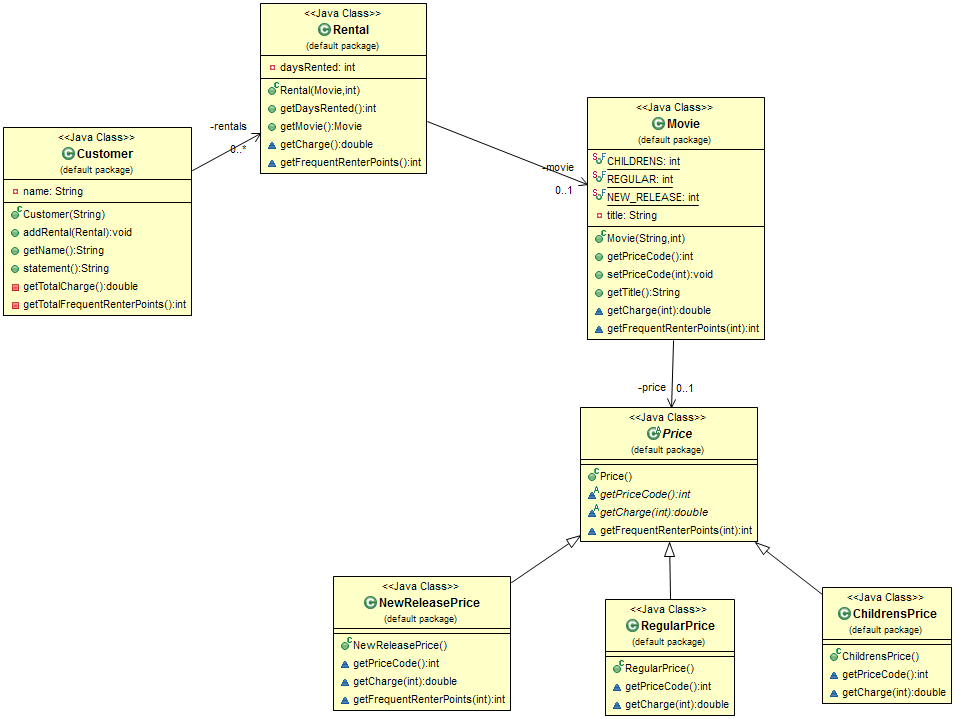 <<Java Class>>
Rental
(default package)
daysRented: int
Rental(Movie,int)
getDaysRented():int
getMovie():Movie
getCharge():double
getFrequentRenterPoints():int
-rentals
0..*
<<Java Class>>
Customer
(default package)
name: String
Customer(String)
addRental(Rental):void
getName():String
statement():String
getTotalCharge():double
getTotalFrequentRenterPoints():int
-movie
0..1
<<Java Class>>
Movie
(default package)
CHILDRENS: int
REGULAR: int
NEW_RELEASE: int
title: String
Movie(String,int)
getPriceCode():int
setPriceCode(int):void
getTitle():String
getCharge(int):double
getFrequentRenterPoints(int):int
-price
0..1
<<Java Class>>
Price
(default package)
Price()
getPriceCode():int
getCharge(int):double
getFrequentRenterPoints(int):int
<<Java Class>>
NewReleasePrice
(default package)
NewReleasePrice()
getPriceCode():int
getCharge(int):double
getFrequentRenterPoints(int):int
<<Java Class>>
RegularPrice
(default package)
RegularPrice()
getPriceCode():int
getCharge(int):double
<<Java Class>>
ChildrensPrice
(default package)
ChildrensPrice()
getPriceCode():int
getCharge(int):double